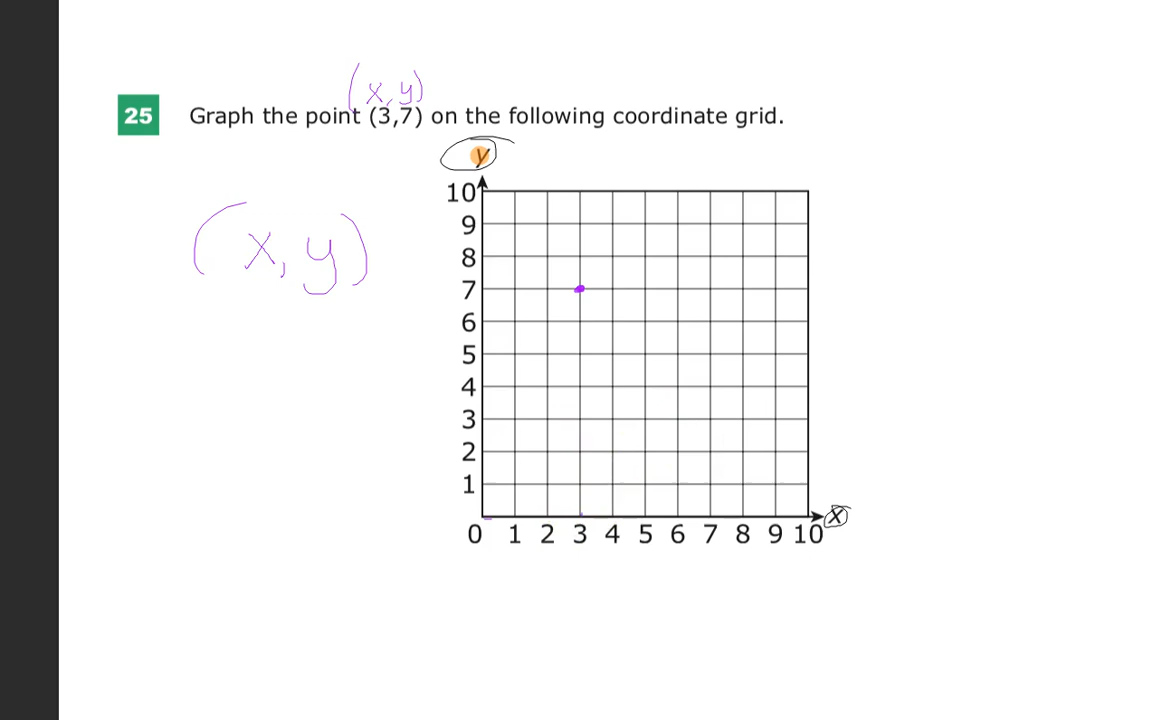 (x,y)
25 Graph the point (3,7) on the following coordinate grid.
y
10
9
(x,y)
8
7
6
5
4
3
2
1
x
0 1 2 3 4 5 6 7 8 9 10